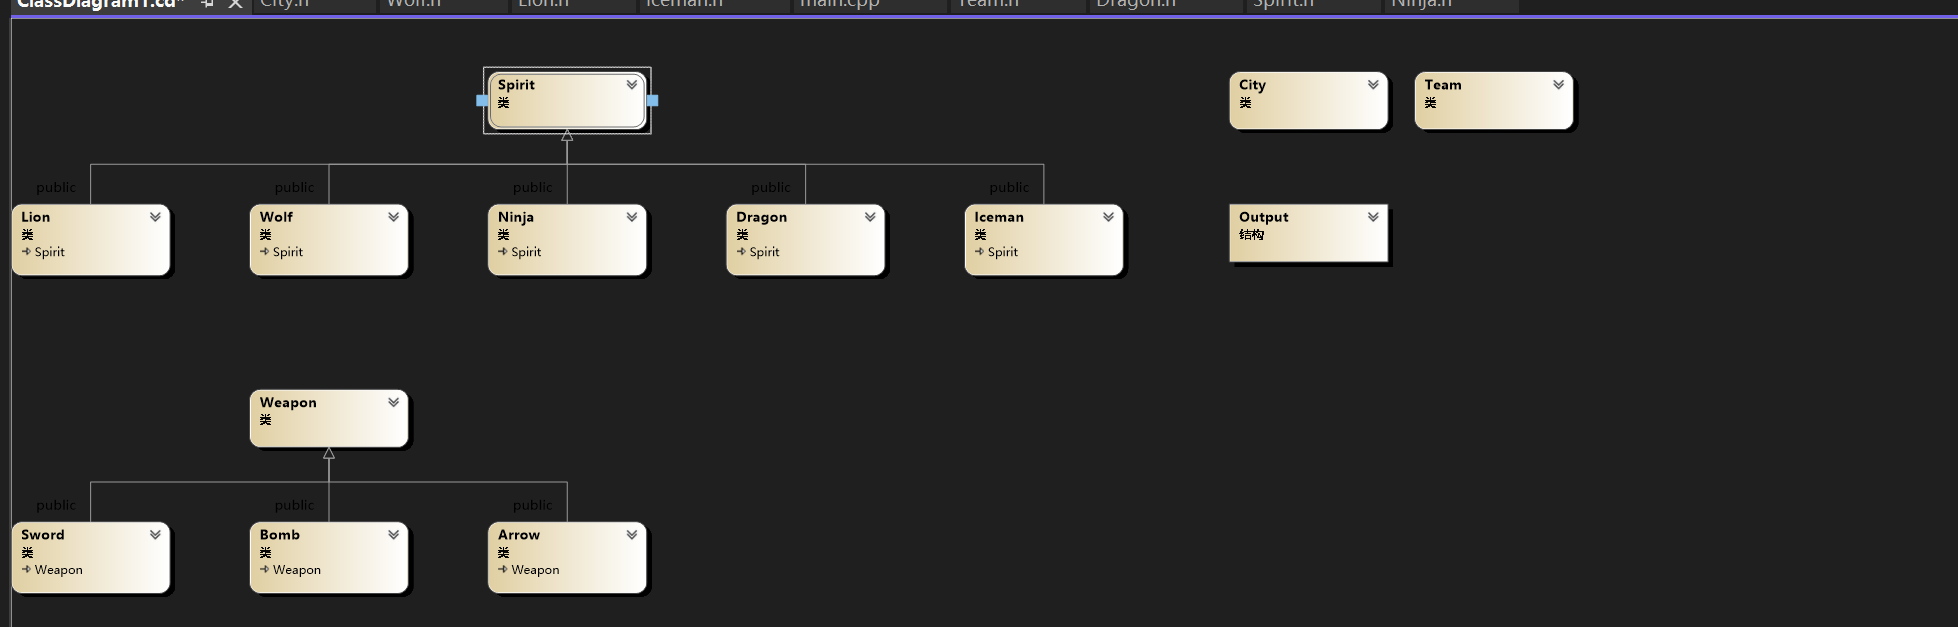 ClassDiagram1.cd*
City.h
Wolf.h
Lion.h
Iceman.h
main.cpp
Team.h
Dragon.h
Spirit.h
Ninja.h
Spirit
类
City
类
Team
类
public
public
public
public
public
Lion
类
Spirit
Wolf
类
Spirit
Ninja
类
Spirit
Dragon
类
Spirit
Iceman
类
Spirit
Output
结构
Weapon
类
public
public
public
Sword
类
Weapon
Bomb
类
Weapon
Arrow
类
Weapon